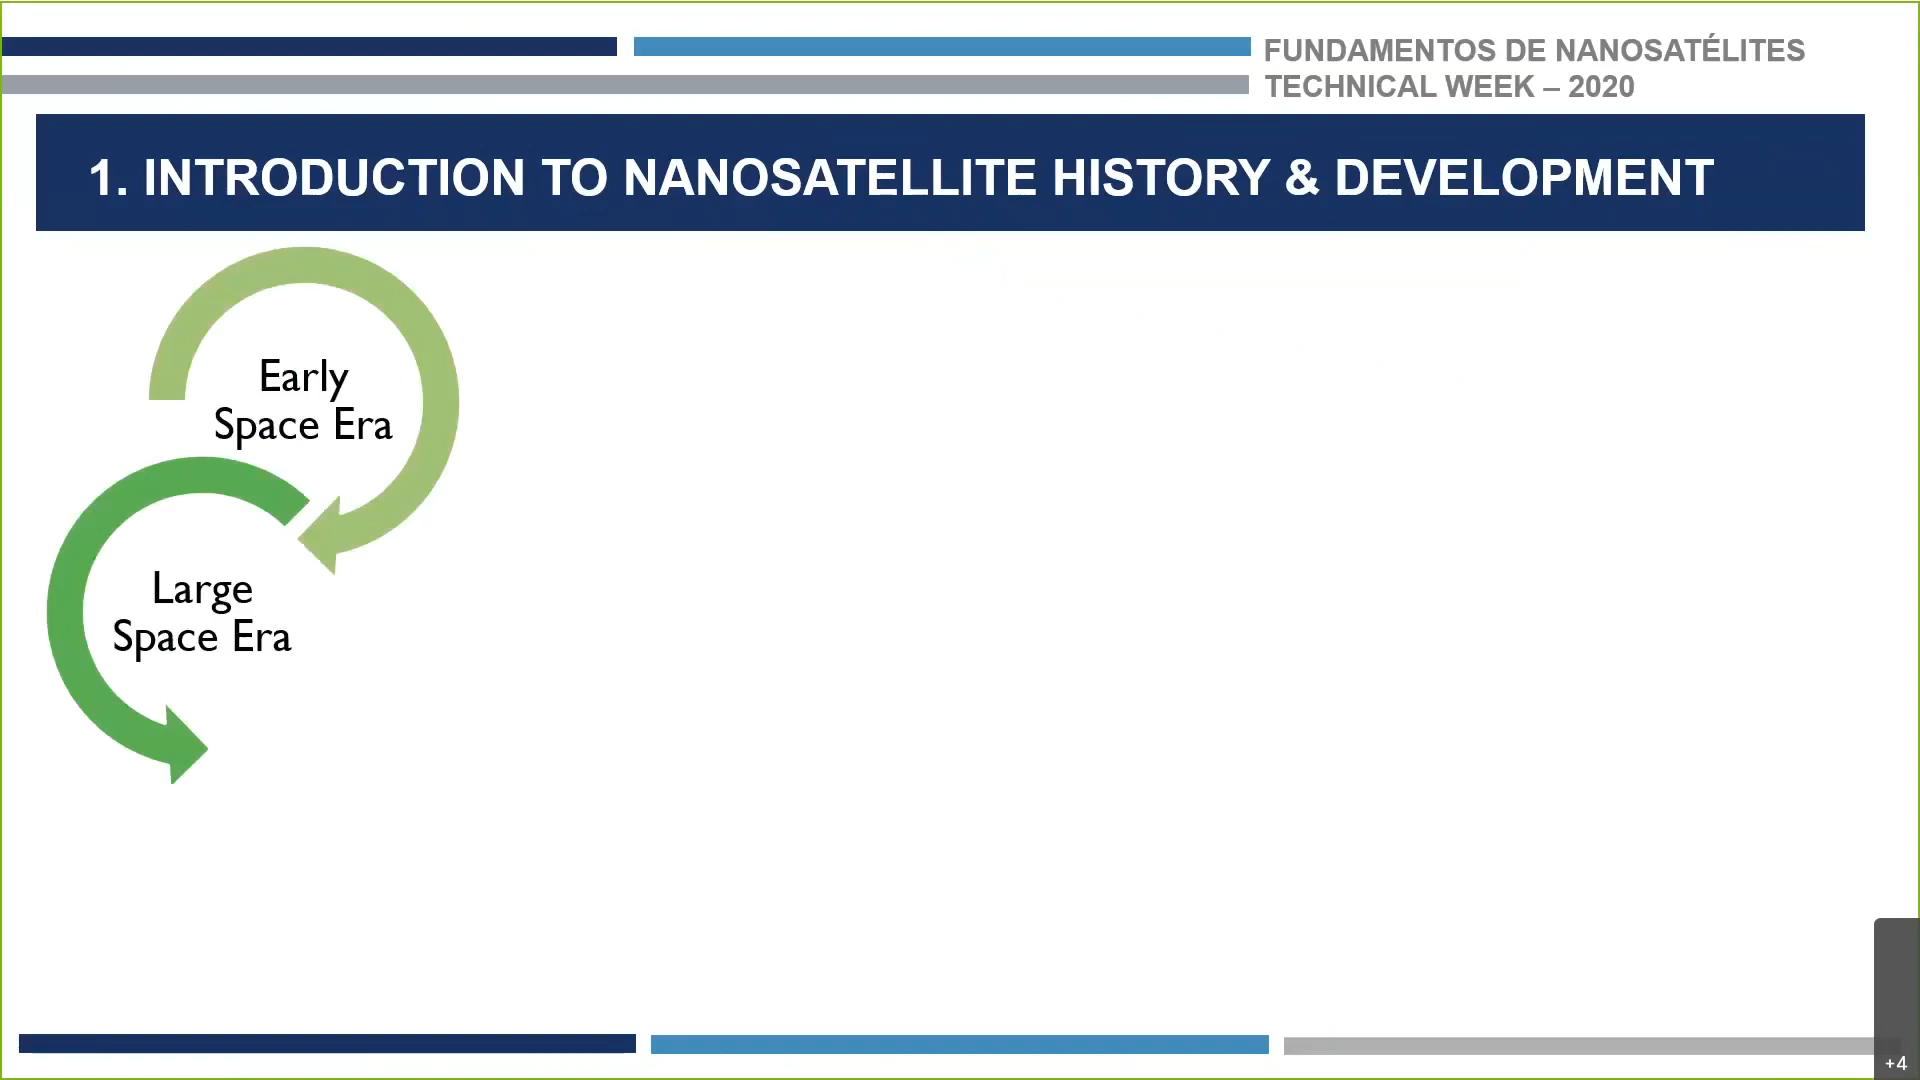 FUNDAMENTOS DE NANOSATÉLITES
TECHNICAL WEEK – 2020
1. INTRODUCTION TO NANOSATELLITE HISTORY & DEVELOPMENT
Early
Space Era
Large
Space Era
+4